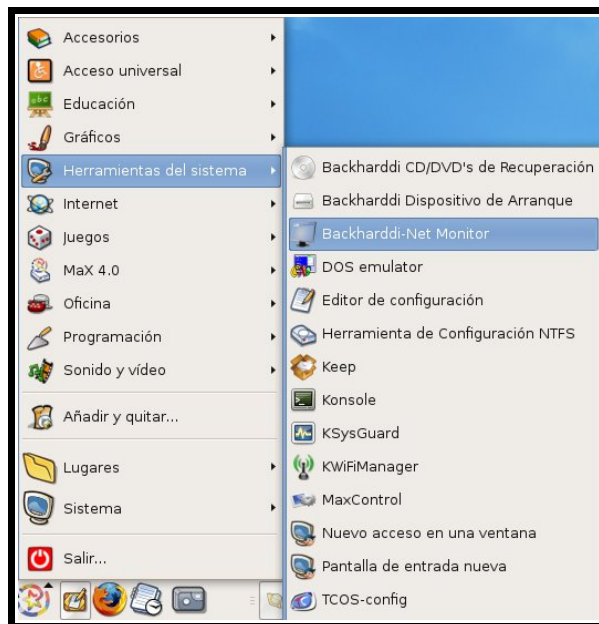 Accesorios
Acceso universal
Educación
Gráficos
Herramientas del sistema
Internet
Juegos
MaX 4.0
Oficina
Programación
Sonido y vídeo
Añadir y quitar...
Lugares
Sistema
Salir...
Backharddi CD/DVD's de Recuperación
Backharddi Dispositivo de Arranque
Backharddi-Net Monitor
DOS emulator
Editor de configuración
Herramienta de Configuración NTFS
Keep
Konsole
KSysGuard
KWiFiManager
MaxControl
Nuevo acceso en una ventana
Pantalla de entrada nueva
TCOS-config